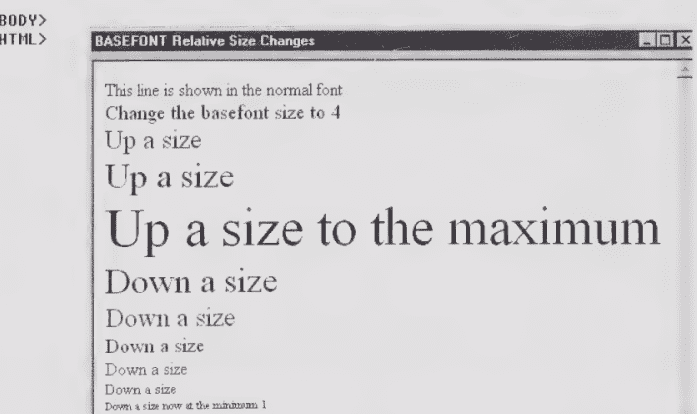 BODY>
HTML>
BASEFONT Relative Size Changes
This line is shown in the normal font
Change the basefont size to 4
Up a size
Up a size
Up a size to the maximum
Down a size
Down a size
Down a size
Down a size
Down a size
Down a size now at the minimum 1